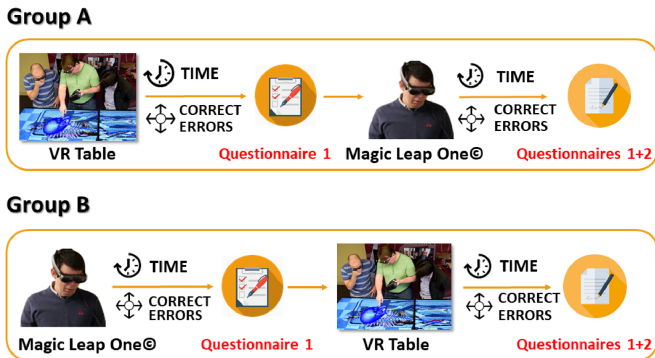 Group A
TIME
CORRECT
ERRORS
VR Table
Questionnaire 1
Magic Leap One©
TIME
CORRECT
ERRORS
Questionnaires 1+2
Group B
TIME
CORRECT
ERRORS
Magic Leap One©
Questionnaire 1
VR Table
TIME
CORRECT
ERRORS
Questionnaires 1+2